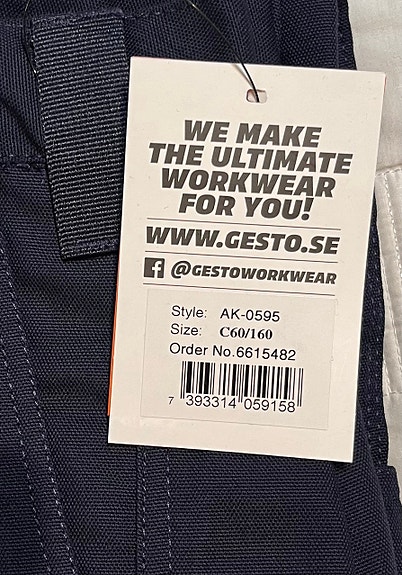 WE MAKE
THE ULTIMATE
WORKWEAR
FOR YOU!
WWW.GESTO.SE
f @GESTOWORKWEAR
Style: AK-0595
Size: C60/160
Order No.6615482
7 393314 059158